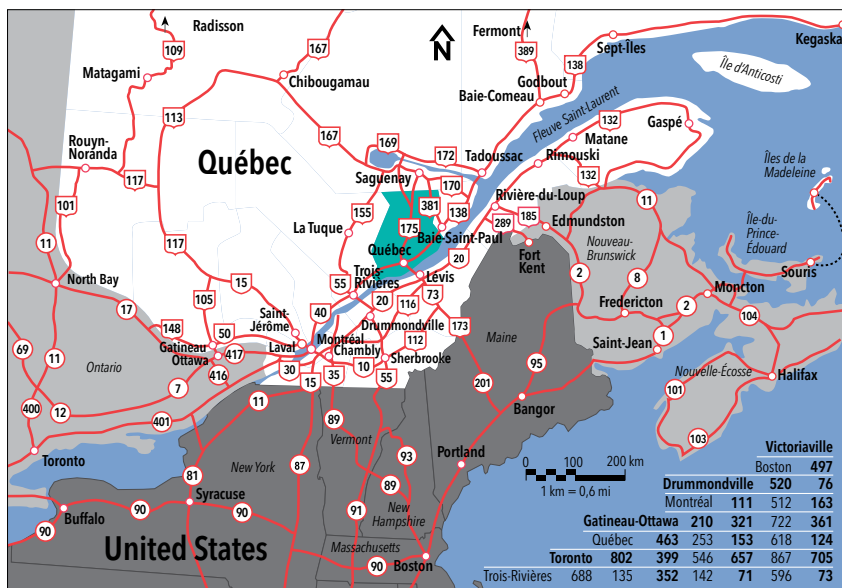 Radisson
109
Matagami
167
Chibougamau
N
Fermont
389
Sept-Îles
138
Godbout
Baie-Comeau
Kegaska
Île d'Anticosti
113
Rouyn-
Noranda
Québec
167
169
172
Tadoussac
Fleuve Saint-Laurent
132
Matane
Gaspé
Rimouski
132
Îles de la
Madeleine
117
101
Saguenay
170
381
138
155
175
La Tuque
Baie-Saint-Paul
Rivière-du-Loup
185
289
Edmundston
11
Île-du-
Prince-
Édouard
11
117
Québec
20
Fort
Kent
Nouveau-
Brunswick
Souris
North Bay
15
Trois-
Rivières
55
Lévis
2
8
Moncton
17
105
Saint-
Jérôme
40
20
116
73
Fredericton
2
104
148
50
Drummondville
173
Maine
Saint-Jean
1
Gatineau
Ottawa
417
Laval
Montréal
Chambly
112
Sherbrooke
69
11
Ontario
416
30
10
95
Nouvelle-Écosse
7
15
35
55
201
101
Halifax
400
12
401
11
89
Bangor
103
Toronto
Vermont
93
Portland
0 100 200 km
1 km = 0,6 mi
81
New York
87
89
Syracuse
New
Hampshire
Buffalo
90
90
91
90
United States
Massachusetts
90
Boston
Victoriaville
Boston 497
Drummondville 520 76
Montréal 111 512 163
Gatineau-Ottawa 210 321 722 361
Québec 463 253 153 618 124
Toronto 802 399 546 657 867 705
Trois-Rivières 688 135 352 142 71 596 73